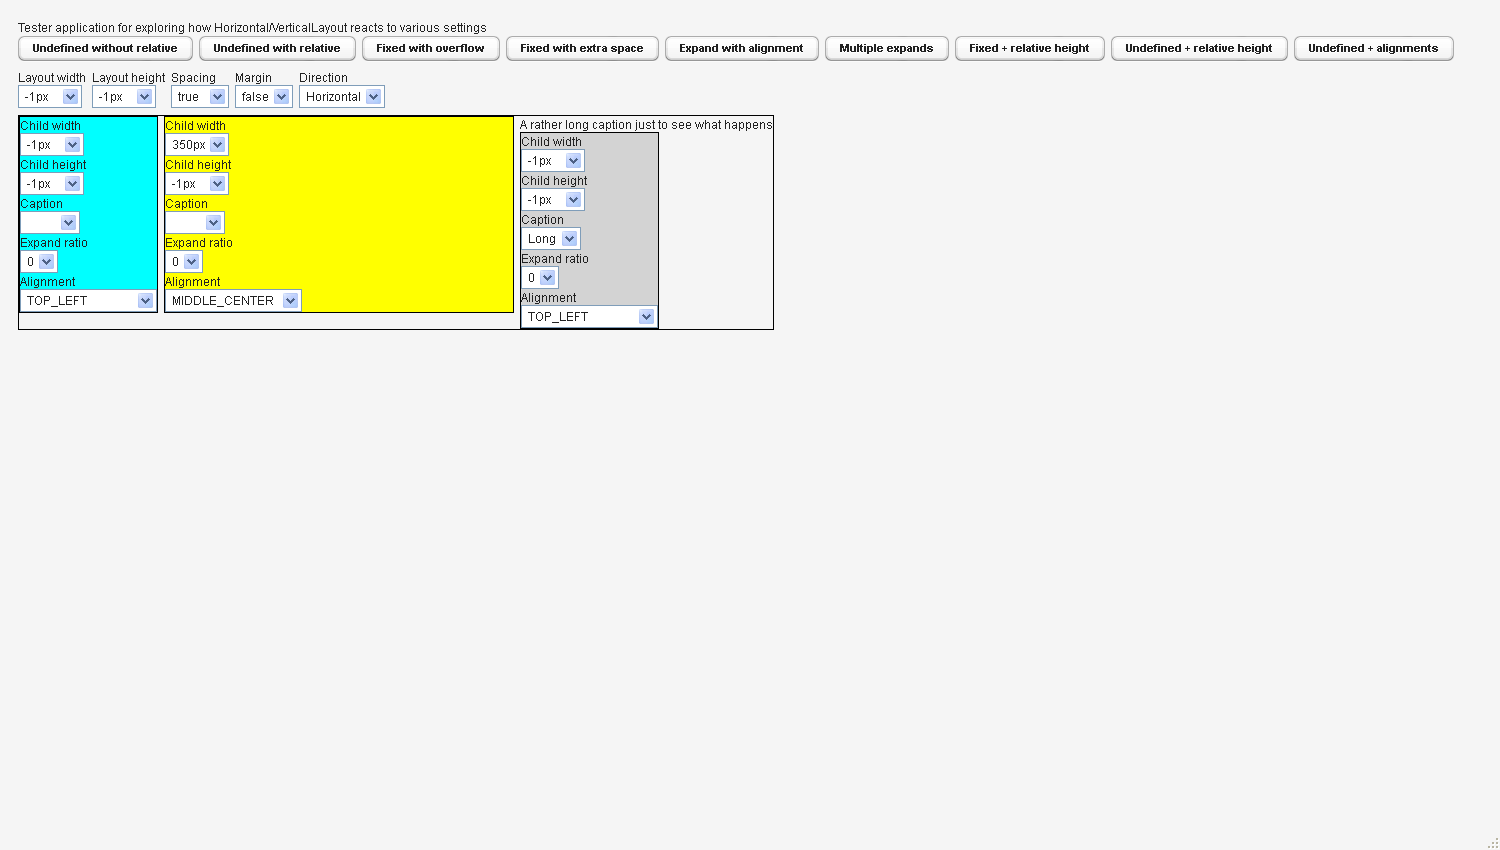 Tester application for exploring how Horizontal/VerticalLayout reacts to various settings
Undefined without relative Undefined with relative Fixed with overflow Fixed with extra space Expand with alignment Multiple expands Fixed + relative height Undefined + relative height Undefined + alignments
Layout width Layout height Spacing Margin Direction
-1px -1px true false Horizontal
Child width
-1px
Child height
-1px
Caption
Expand ratio
0
Alignment
TOP_LEFT
Child width
350px
Child height
-1px
Caption
Expand ratio
0
Alignment
MIDDLE_CENTER
A rather long caption just to see what happens
Child width
-1px
Child height
-1px
Caption
Long
Expand ratio
0
Alignment
TOP_LEFT